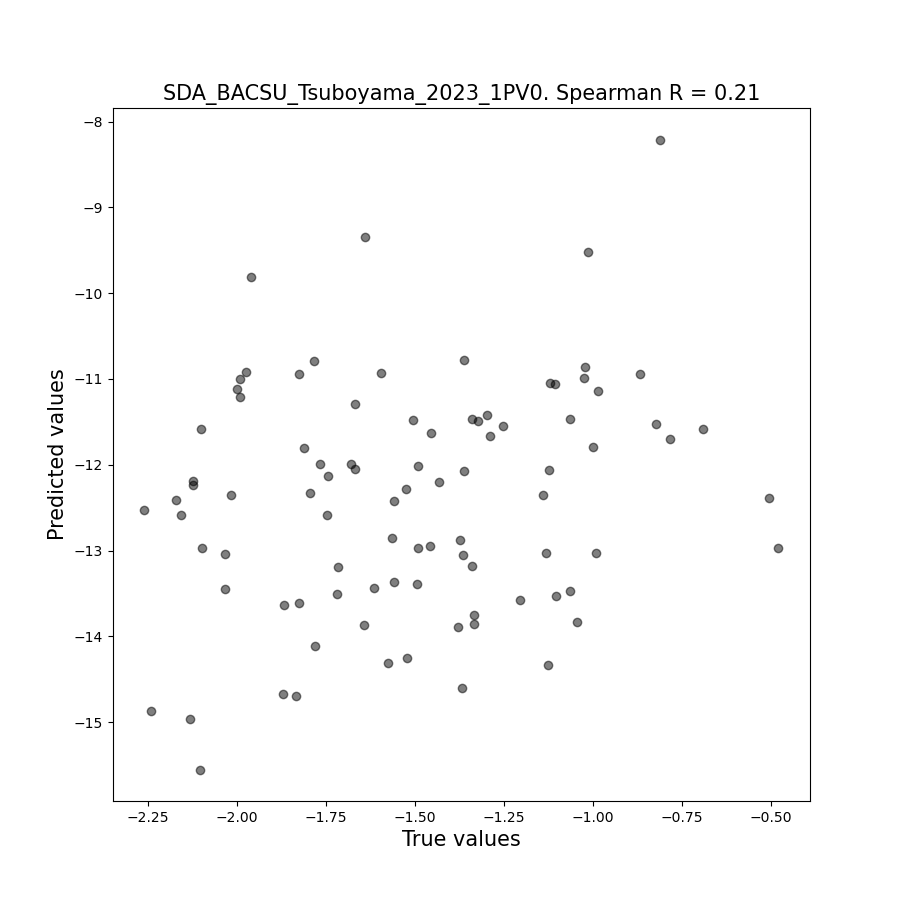 SDA_BACSU_Tsuboyama_2023_1PV0. Spearman R = 0.21
−8
−9
−10
−11
−12
−13
−14
−15
Predicted values
−2.25 −2.00 −1.75 −1.50 −1.25 −1.00 −0.75 −0.50
True values